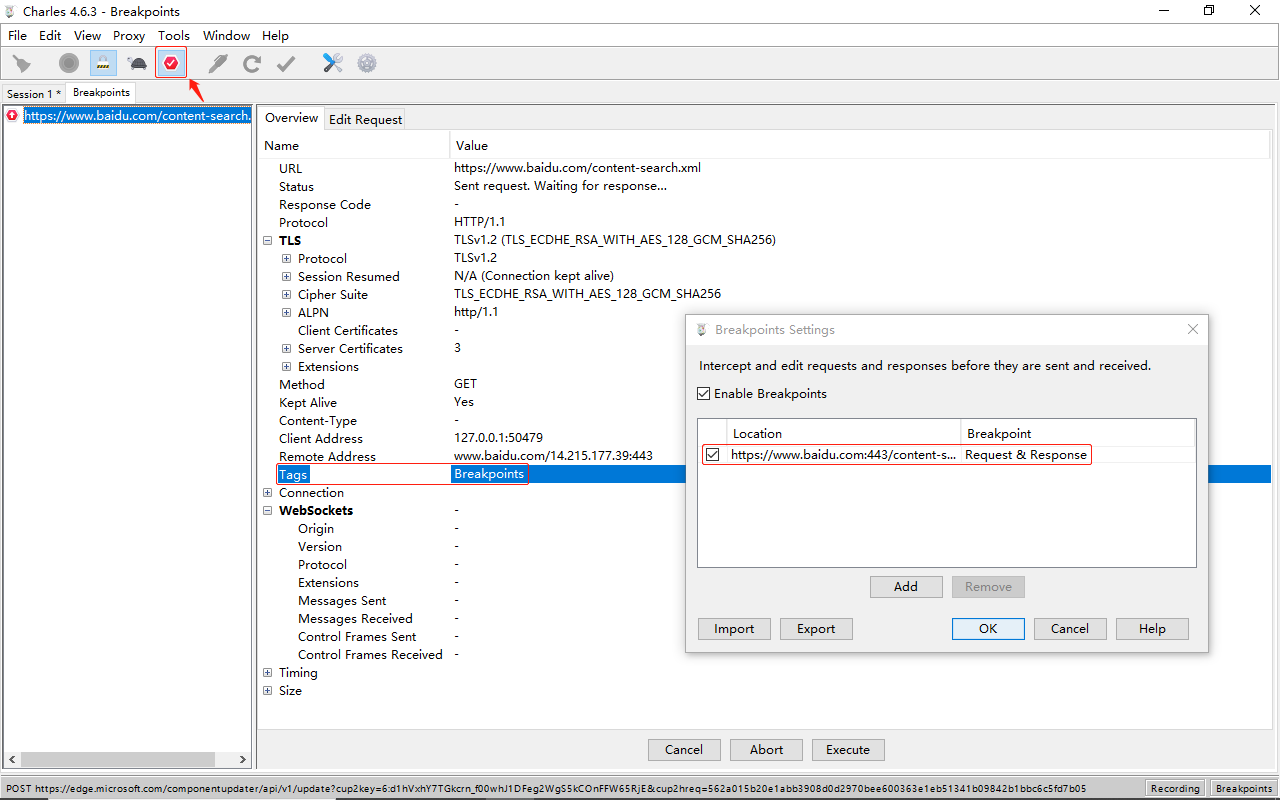 Charles 4.6.3 - Breakpoints
File Edit View Proxy Tools Window Help
Session 1 * Breakpoints
https://www.baidu.com/content-search.
Overview Edit Request
Name Value
URL https://www.baidu.com/content-search.xml
Status Sent request. Waiting for response...
Response Code -
Protocol HTTP/1.1
TLS TLSv1.2 (TLS_ECDHE_RSA_WITH_AES_128_GCM_SHA256)
Protocol TLSv1.2
Session Resumed N/A (Connection kept alive)
Cipher Suite TLS_ECDHE_RSA_WITH_AES_128_GCM_SHA256
ALPN http/1.1
Client Certificates -
Server Certificates 3
Extensions
Method GET
Kept Alive Yes
Content-Type -
Client Address 127.0.0.1:50479
Remote Address www.baidu.com/14.215.177.39:443
Tags Breakpoints
Connection
WebSockets -
Origin -
Version -
Protocol -
Extensions -
Messages Sent -
Messages Received -
Control Frames Sent -
Control Frames Received -
Timing
Size
Cancel Abort Execute
Breakpoints Settings
Intercept and edit requests and responses before they are sent and received.
Enable Breakpoints
Location Breakpoint
https://www.baidu.com:443/content-s... Request & Response
Add Remove
Import Export OK Cancel Help
POST https://edge.microsoft.com/componentupdater/api/v1/update?cup2key=6:d1hVxhY7TGkcrn_f00whJ1DFeg2WgS5kCOnFFW65RjE&cup2hreq=562a015b20e1abb3908d0d2970bee600363e1eb51341b09842b1bbc6c5fd7b05 Recording Breakpoints